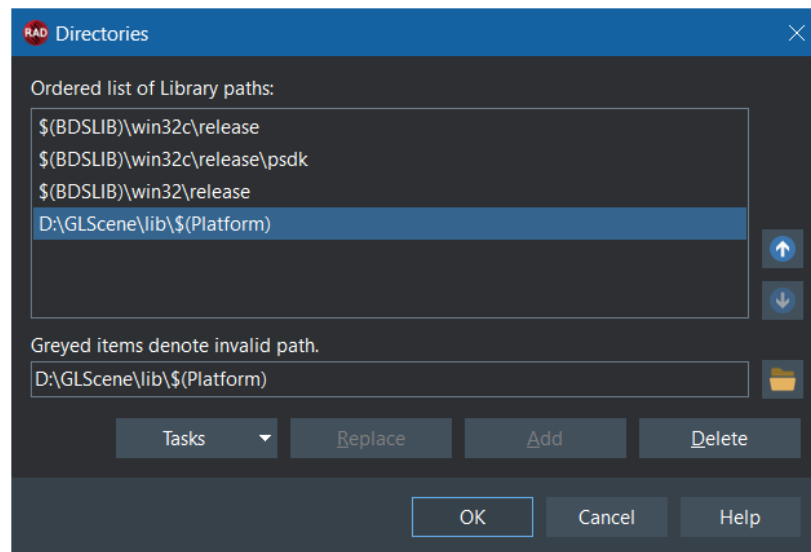 RAD Directories
Ordered list of Library paths:
$(BDSLIB)\win32c\release
$(BDSLIB)\win32c\release\psdk
$(BDSLIB)\win32\release
D:\GLScene\lib\$(Platform)
Greyed items denote invalid path.
D:\GLScene\lib\$(Platform)
Tasks Replace Add Delete
OK Cancel Help